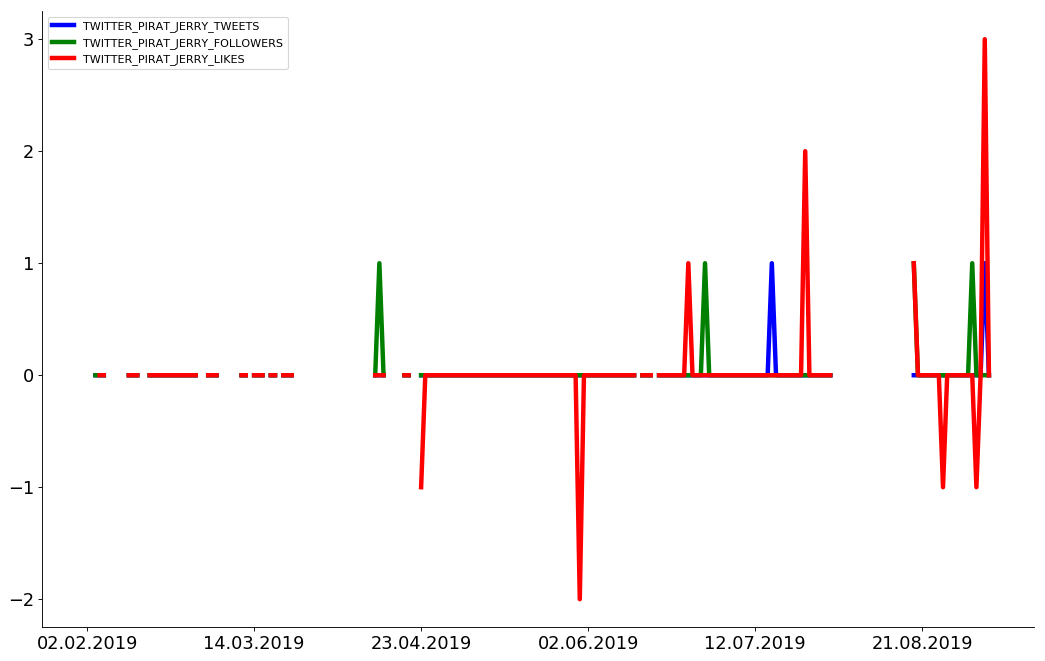 TWITTER_PIRAT_JERRY_TWEETS
TWITTER_PIRAT_JERRY_FOLLOWERS
TWITTER_PIRAT_JERRY_LIKES
3
2
1
0
−1
−2
02.02.2019 14.03.2019 23.04.2019 02.06.2019 12.07.2019 21.08.2019